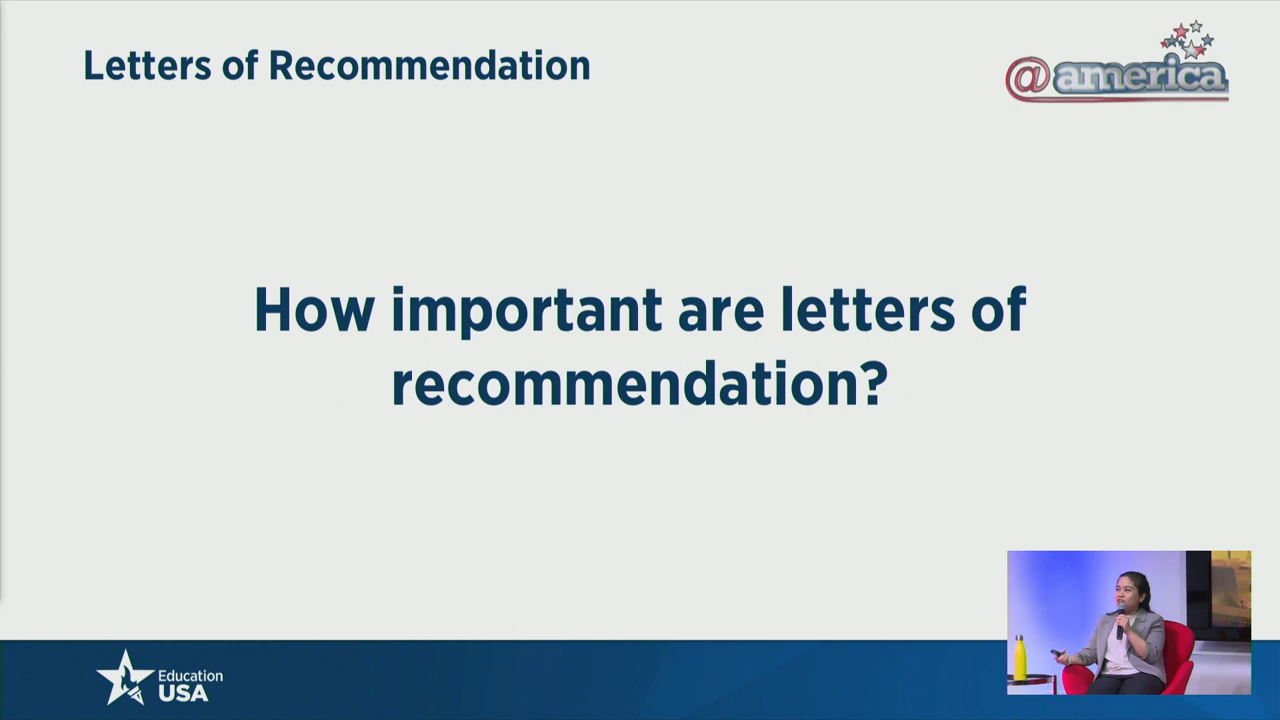 Letters of Recommendation
@america
How important are letters of
recommendation?
Education
USA